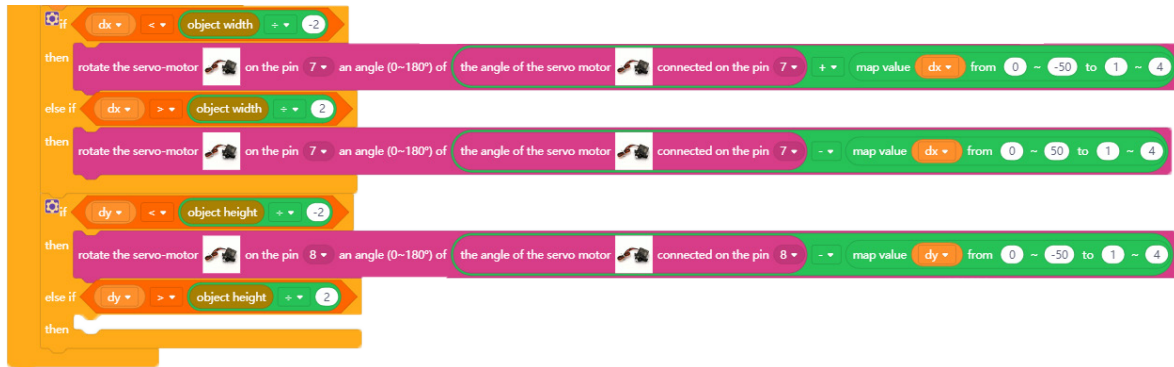 if dx < object width ÷ -2
then rotate the servo-motor on the pin 7 an angle (0~180°) of the angle of the servo motor connected on the pin 7 + map value dx from 0 ~ -50 to 1 ~ 4
else if dx > object width ÷ 2
then rotate the servo-motor on the pin 7 an angle (0~180°) of the angle of the servo motor connected on the pin 7 - map value dx from 0 ~ 50 to 1 ~ 4
if dy < object height ÷ -2
then rotate the servo-motor on the pin 8 an angle (0~180°) of the angle of the servo motor connected on the pin 8 - map value dy from 0 ~ -50 to 1 ~ 4
else if dy > object height ÷ 2
then